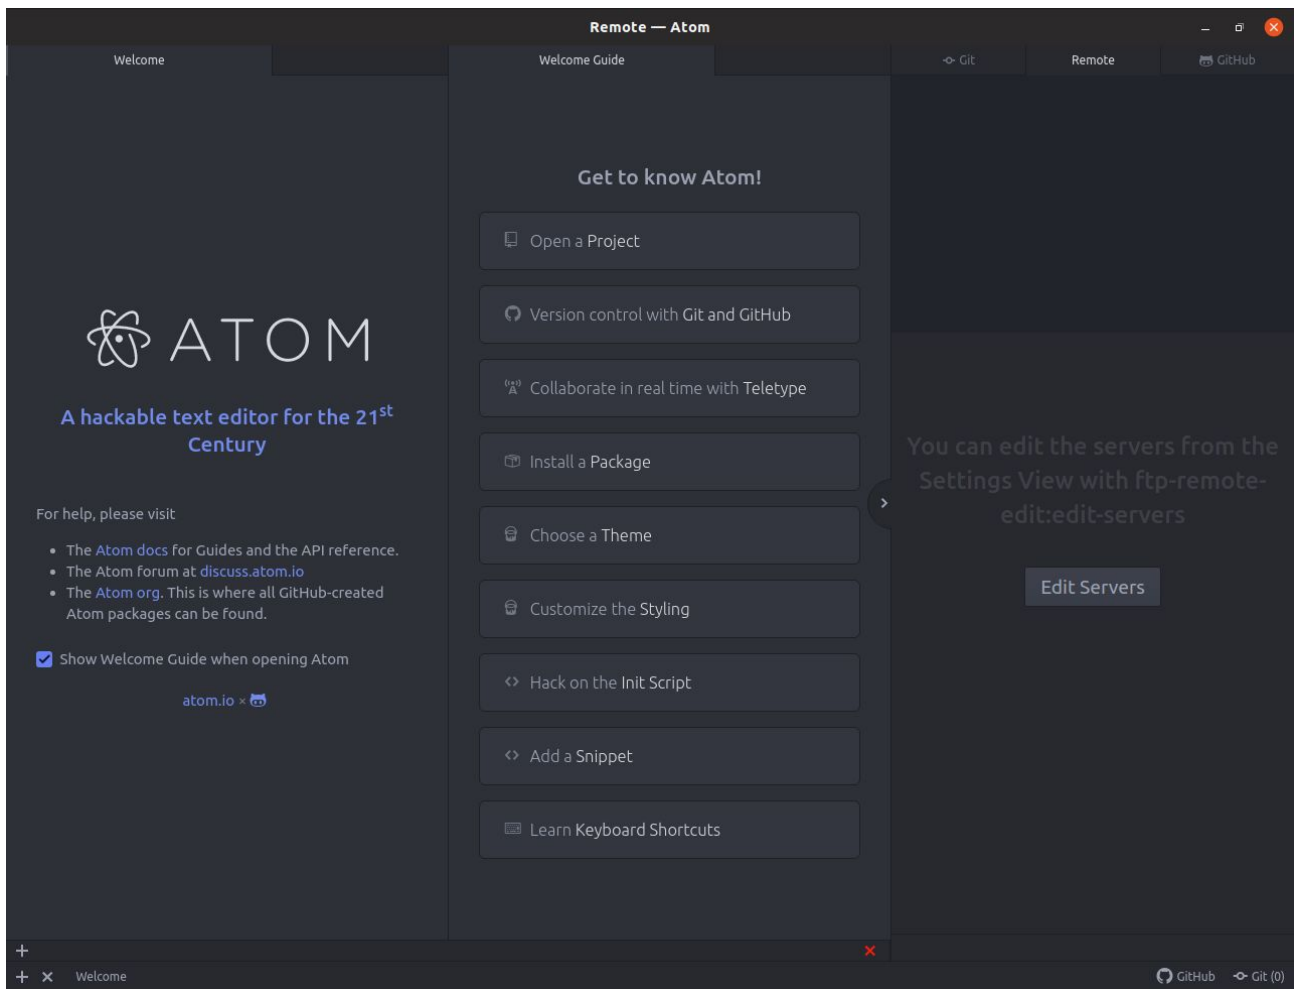 Remote — Atom
Welcome
Welcome Guide
Git
Remote
GitHub
ATOM
A hackable text editor for the 21st
Century
For help, please visit
• The Atom docs for Guides and the API reference.
• The Atom forum at discuss.atom.io
• The Atom org. This is where all GitHub-created
Atom packages can be found.
Show Welcome Guide when opening Atom
atom.io ×
Get to know Atom!
Open a Project
Version control with Git and GitHub
Collaborate in real time with Teletype
Install a Package
Choose a Theme
Customize the Styling
Hack on the Init Script
Add a Snippet
Learn Keyboard Shortcuts
You can edit the servers from the
Settings View with ftp-remote-
edit:edit-servers
Edit Servers
Welcome
GitHub
Git (0)